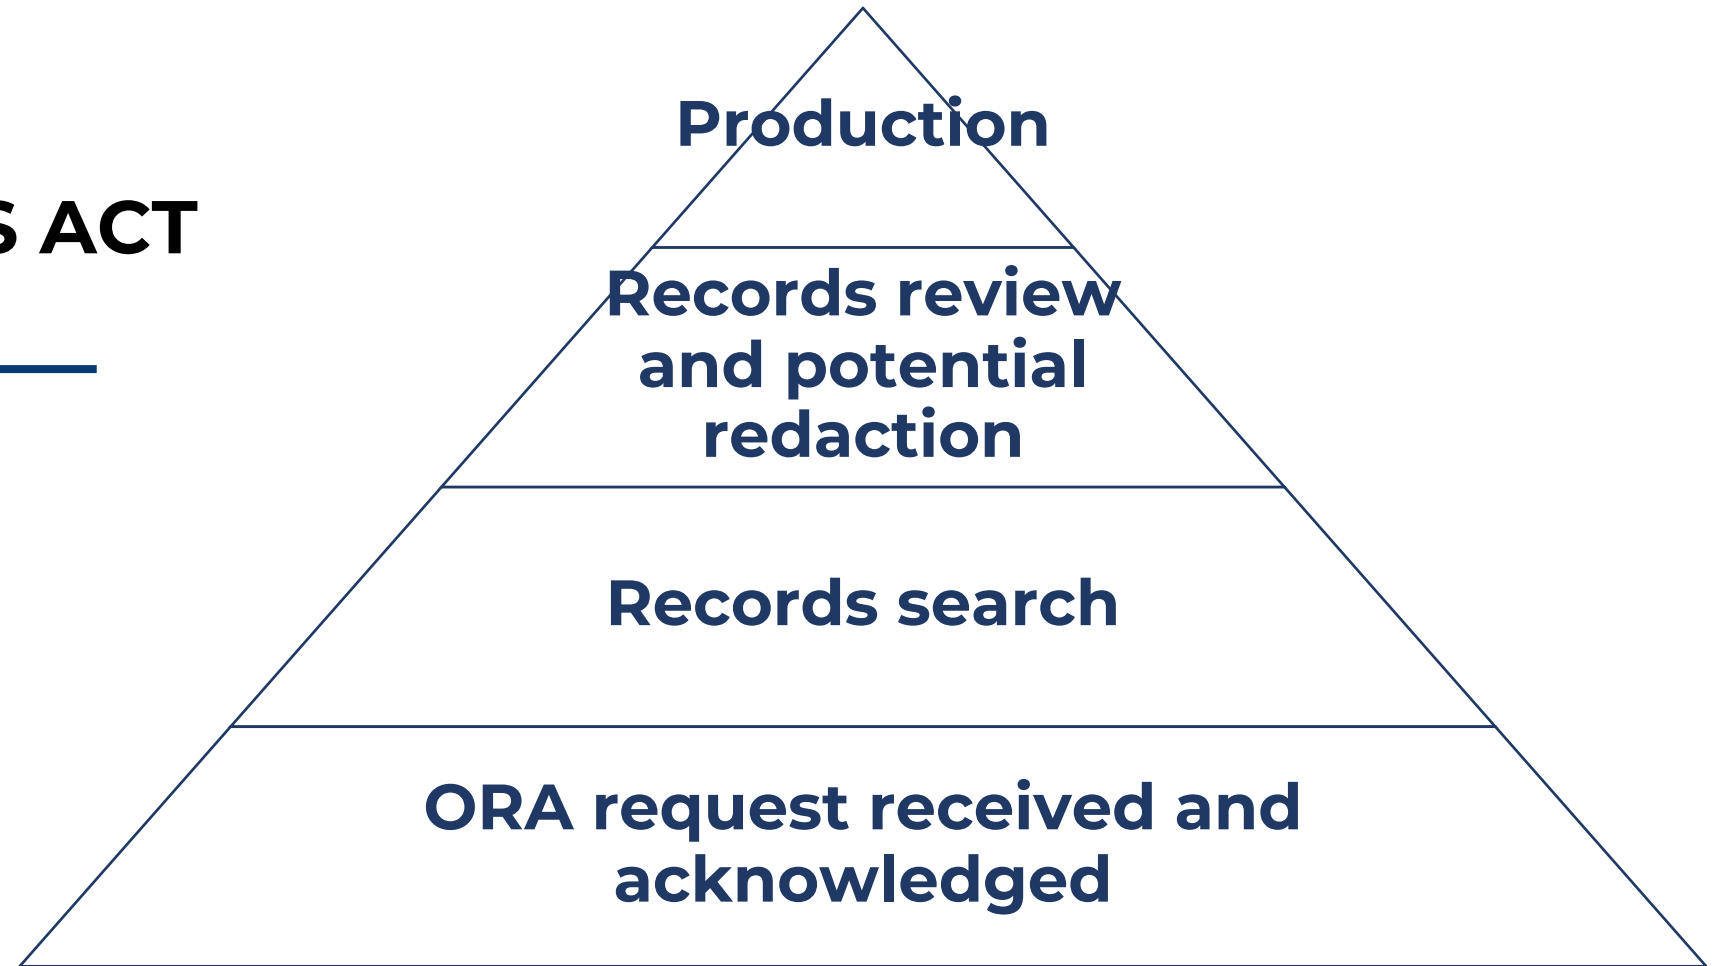 S ACT
Production
Records review
and potential
redaction
Records search
ORA request received and
acknowledged